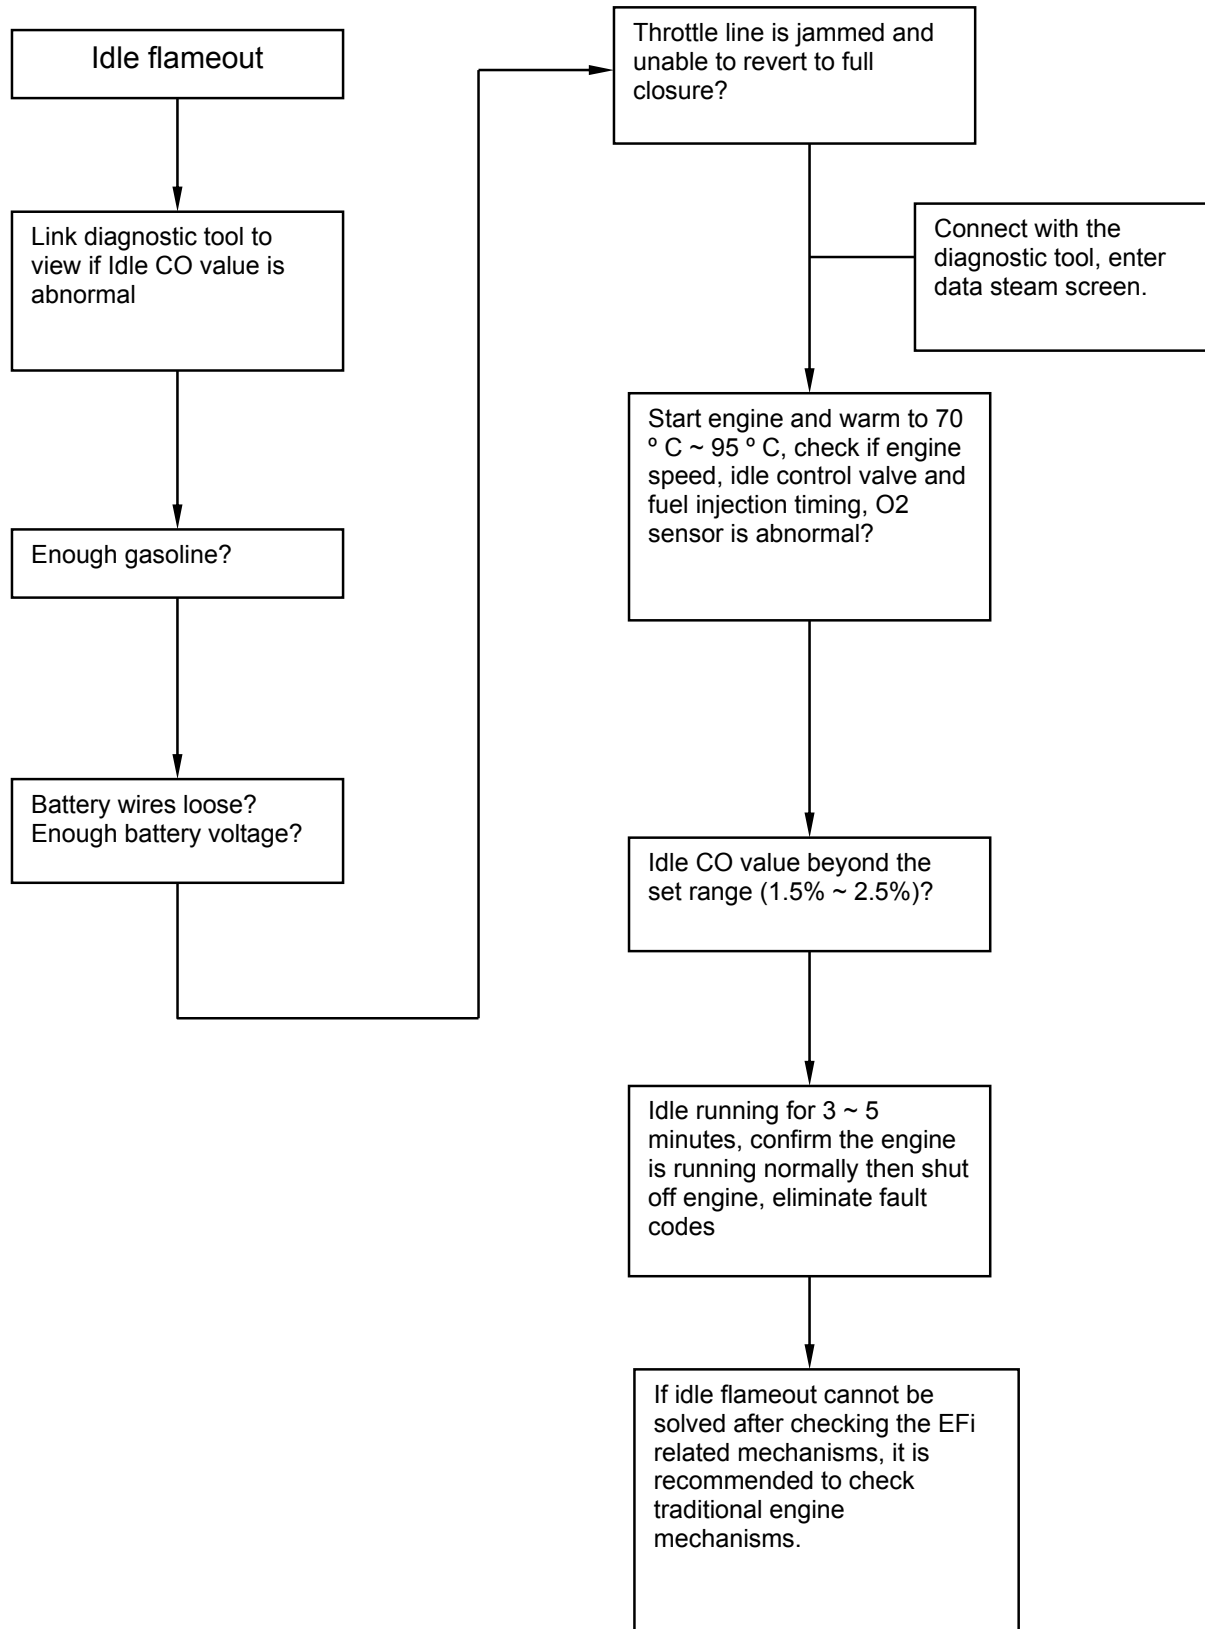 Idle flameout
Link diagnostic tool to
view if Idle CO value is
abnormal
Enough gasoline?
Battery wires loose?
Enough battery voltage?
Throttle line is jammed and
unable to revert to full
closure?
Connect with the
diagnostic tool, enter
data steam screen.
Start engine and warm to 70
º C ~ 95 º C, check if engine
speed, idle control valve and
fuel injection timing, O2
sensor is abnormal?
Idle CO value beyond the
set range (1.5% ~ 2.5%)?
Idle running for 3 ~ 5
minutes, confirm the engine
is running normally then shut
off engine, eliminate fault
codes
If idle flameout cannot be
solved after checking the EFi
related mechanisms, it is
recommended to check
traditional engine
mechanisms.